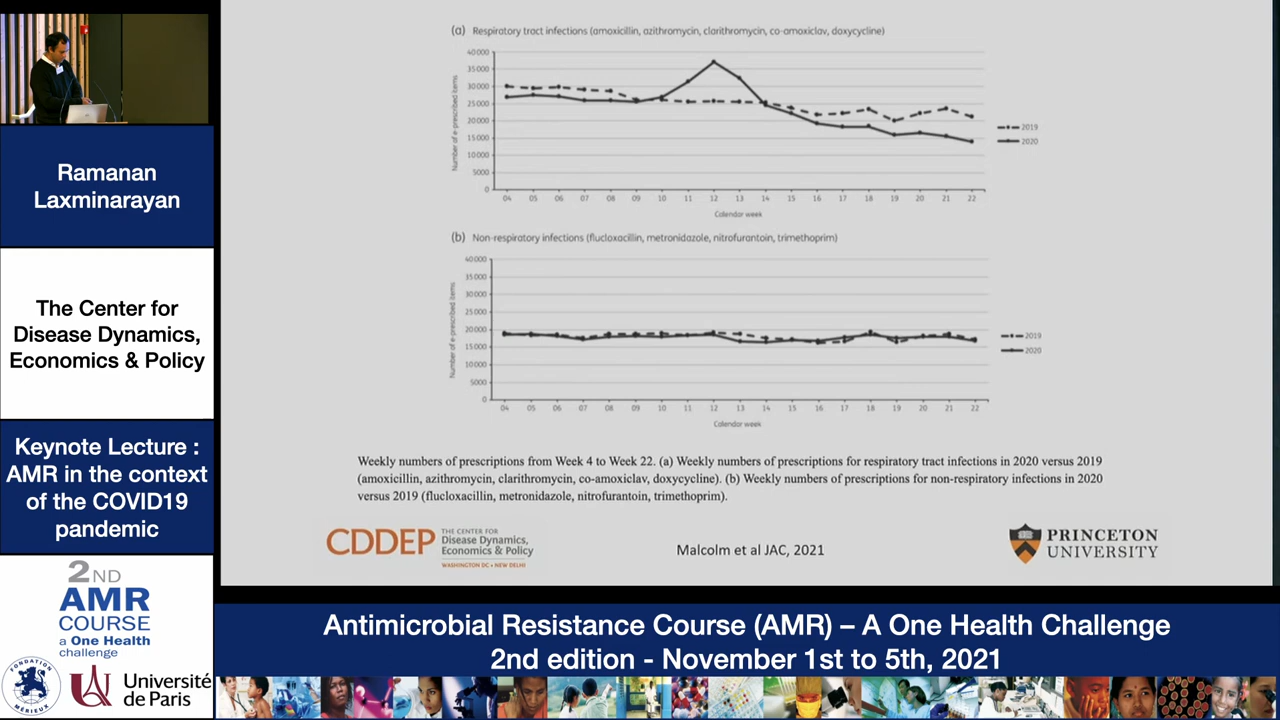 Ramanan
Laxminarayan
The Center for
Disease Dynamics,
Economics & Policy
Keynote Lecture :
AMR in the context
of the COVID19
pandemic
2ND
AMR
COURSE
a One Health
challenge
FONDATION
MÉRIEUX
Université
de Paris
(a) Respiratory tract infections (amoxicillin, azithromycin, clarithromycin, co-amoxiclav, doxycycline)
Number of e-prescribed items
40000
35000
30000
25000
20000
15000
10000
5000
0
04 05 06 07 08 09 10 11 12 13 14 15 16 17 18 19 20 21 22
Calendar week
2019
2020
(b) Non-respiratory infections (flucloxacillin, metronidazole, nitrofurantoin, trimethoprim)
Number of e-prescribed items
40000
35000
30000
25000
20000
15000
10000
5000
0
04 05 06 07 08 09 10 11 12 13 14 15 16 17 18 19 20 21 22
Calendar week
2019
2020
Weekly numbers of prescriptions from Week 4 to Week 22. (a) Weekly numbers of prescriptions for respiratory tract infections in 2020 versus 2019
(amoxicillin, azithromycin, clarithromycin, co-amoxiclav, doxycycline). (b) Weekly numbers of prescriptions for non-respiratory infections in 2020
versus 2019 (flucloxacillin, metronidazole, nitrofurantoin, trimethoprim).
CDDEP
THE CENTER FOR
Disease Dynamics,
Economics & Policy
WASHINGTON DC • NEW DELHI
Malcolm et al JAC, 2021
PRINCETON
UNIVERSITY
Antimicrobial Resistance Course (AMR) – A One Health Challenge
2nd edition - November 1st to 5th, 2021